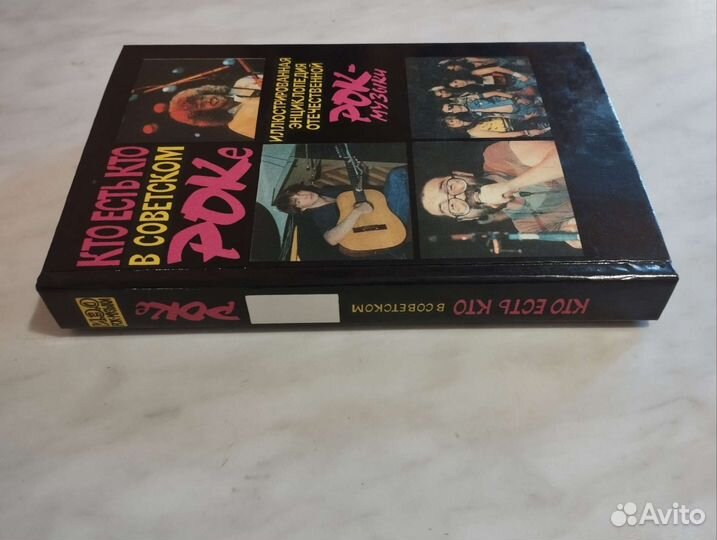 КТО ЕСТЬ КТО
В СОВЕТСКОМ
РОКе
ИЛЛЮСТРИРОВАННАЯ
ЭНЦИКЛОПЕДИЯ
ОТЕЧЕСТВЕННОЙ
РОК-
МУЗЫКИ
КТО ЕСТЬ КТО
В СОВЕТСКОМ
РОКе
Avito